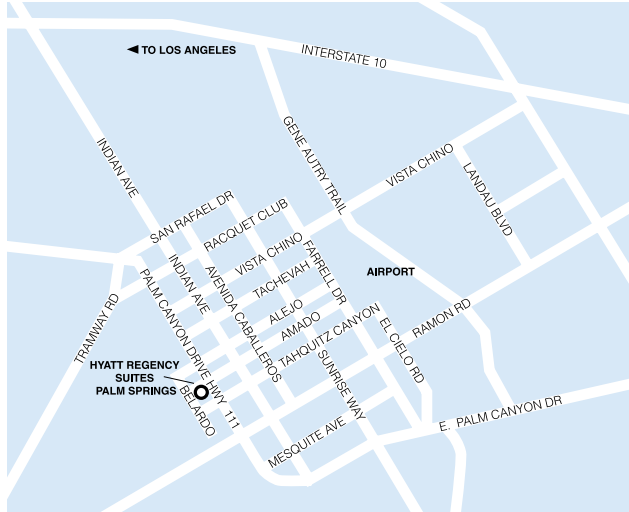 ◄ TO LOS ANGELES
INTERSTATE 10
INDIAN AVE
GENE AUTRY TRAIL
VISTA CHINO
LANDAU BLVD
SAN RAFAEL DR
RACQUET CLUB
VISTA CHINO
TACHEVAH
FARRELL DR
AIRPORT
INDIAN AVE
AVENIDA CABALLEROS
PALM CANYON DRIVE HWY 111
TRAMWAY RD
ALEJO
AMADO
TAHQUITZ CANYON
EL CIELO RD
RAMON RD
SUNRISE WAY
HYATT REGENCY
SUITES
PALM SPRINGS
BELARDO
MESQUITE AVE
E. PALM CANYON DR